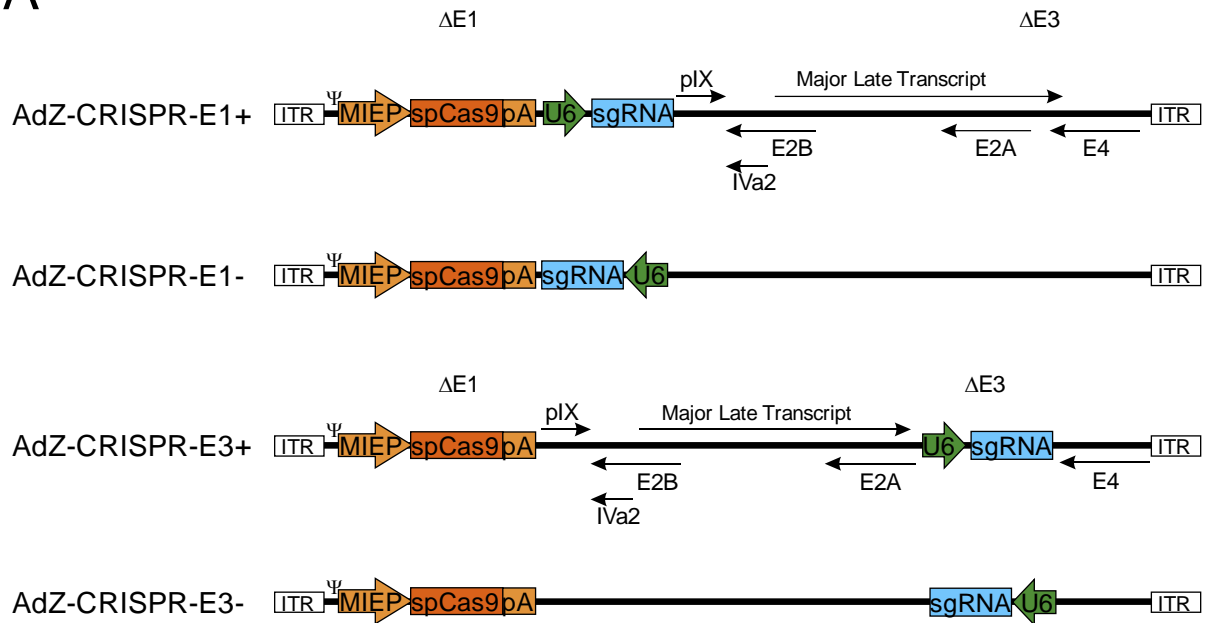 A
ΔE1 ΔE3
pIX Major Late Transcript
AdZ-CRISPR-E1+ ITR Ψ MIEP spCas9 pA U6 sgRNA ITR
E2B E2A E4
IVa2
AdZ-CRISPR-E1- ITR Ψ MIEP spCas9 pA sgRNA U6 ITR
ΔE1 ΔE3
pIX Major Late Transcript
AdZ-CRISPR-E3+ ITR Ψ MIEP spCas9 pA U6 sgRNA ITR
E2B E2A E4
IVa2
AdZ-CRISPR-E3- ITR Ψ MIEP spCas9 pA sgRNA U6 ITR